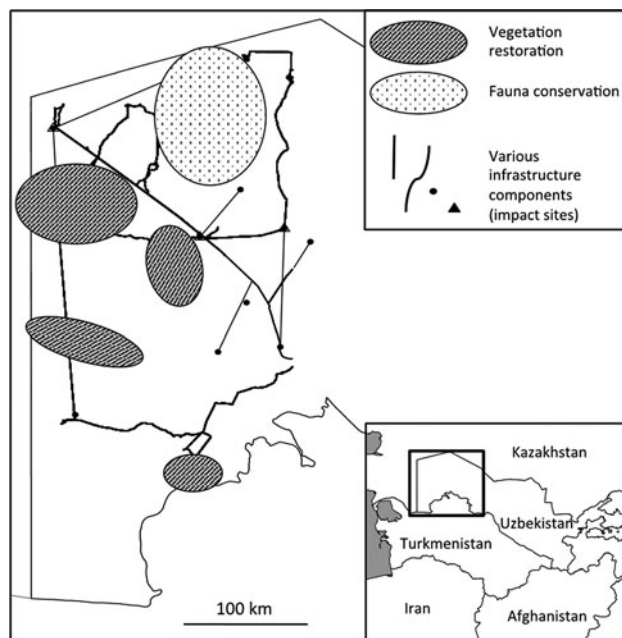 Vegetation
restoration
Fauna conservation
Various
infrastructure
components
(impact sites)
100 km
Kazakhstan
Uzbekistan
Turkmenistan
Iran
Afghanistan